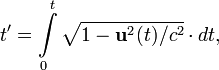 t′ = ∫₀ᵗ √(1 − 𝐮²(t)/c²) · dt,